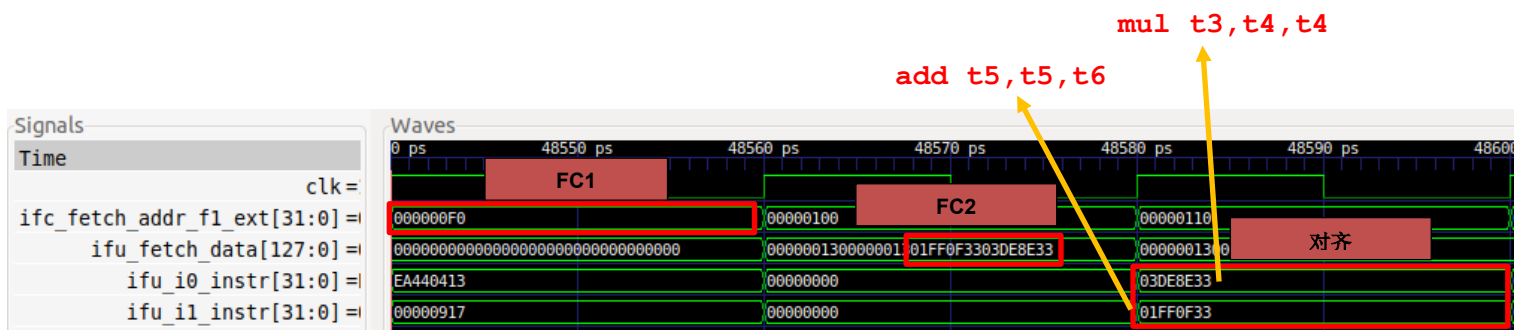 mul t3,t4,t4
add t5,t5,t6
Signals
Waves
Time
0 ps 48550 ps 48560 ps 48570 ps 48580 ps 48590 ps 48600
clk=
FC1
FC2
ifc_fetch_addr_f1_ext[31:0]=
000000F0 00000100 00000110
对齐
ifu_fetch_data[127:0]=
00000000000000000000000000000000 000000130000001301FF0F3303DE8E33 0000001300
ifu_i0_instr[31:0]=
EA440413 00000000 03DE8E33
ifu_i1_instr[31:0]=
00000917 00000000 01FF0F33